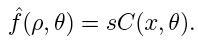 f̂(ρ, θ) = sC(x, θ).